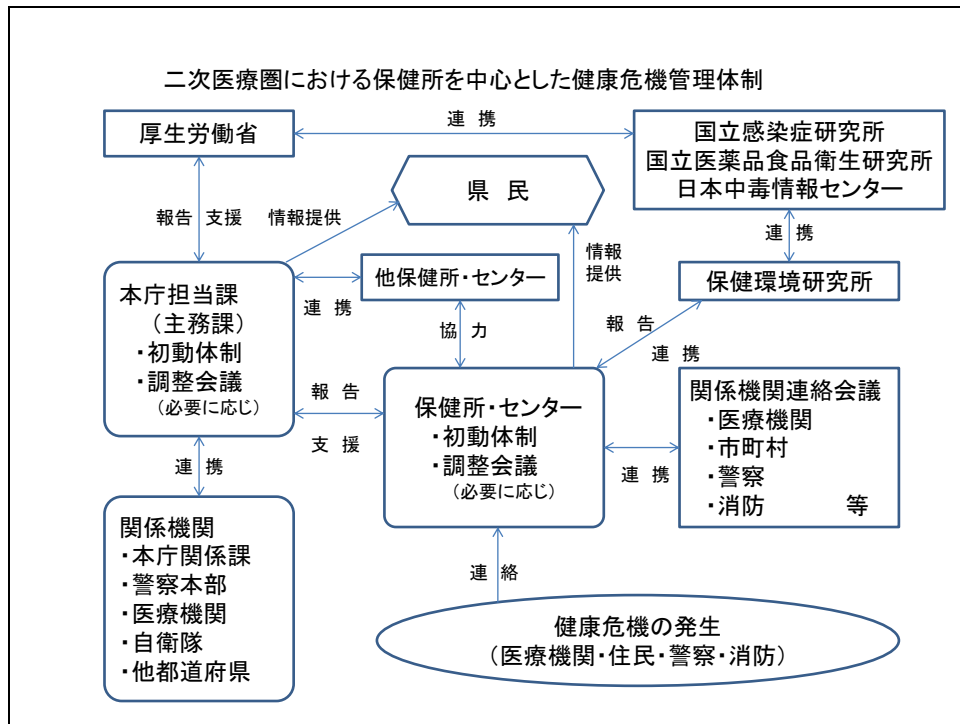 二次医療圏における保健所を中心とした健康危機管理体制
厚生労働省
連 携
国立感染症研究所
国立医薬品食品衛生研究所
日本中毒情報センター
県 民
報告 支援
情報提供
情報
提供
連 携
本庁担当課
（主務課）
・初動体制
・調整会議
（必要に応じ）
連 携
他保健所・センター
協 力
保健環境研究所
報 告
連 携
報 告
支 援
保健所・センター
・初動体制
・調整会議
（必要に応じ）
連 携
関係機関連絡会議
・医療機関
・市町村
・警察
・消防 等
連 携
関係機関
・本庁関係課
・警察本部
・医療機関
・自衛隊
・他都道府県
連 絡
健康危機の発生
（医療機関・住民・警察・消防）